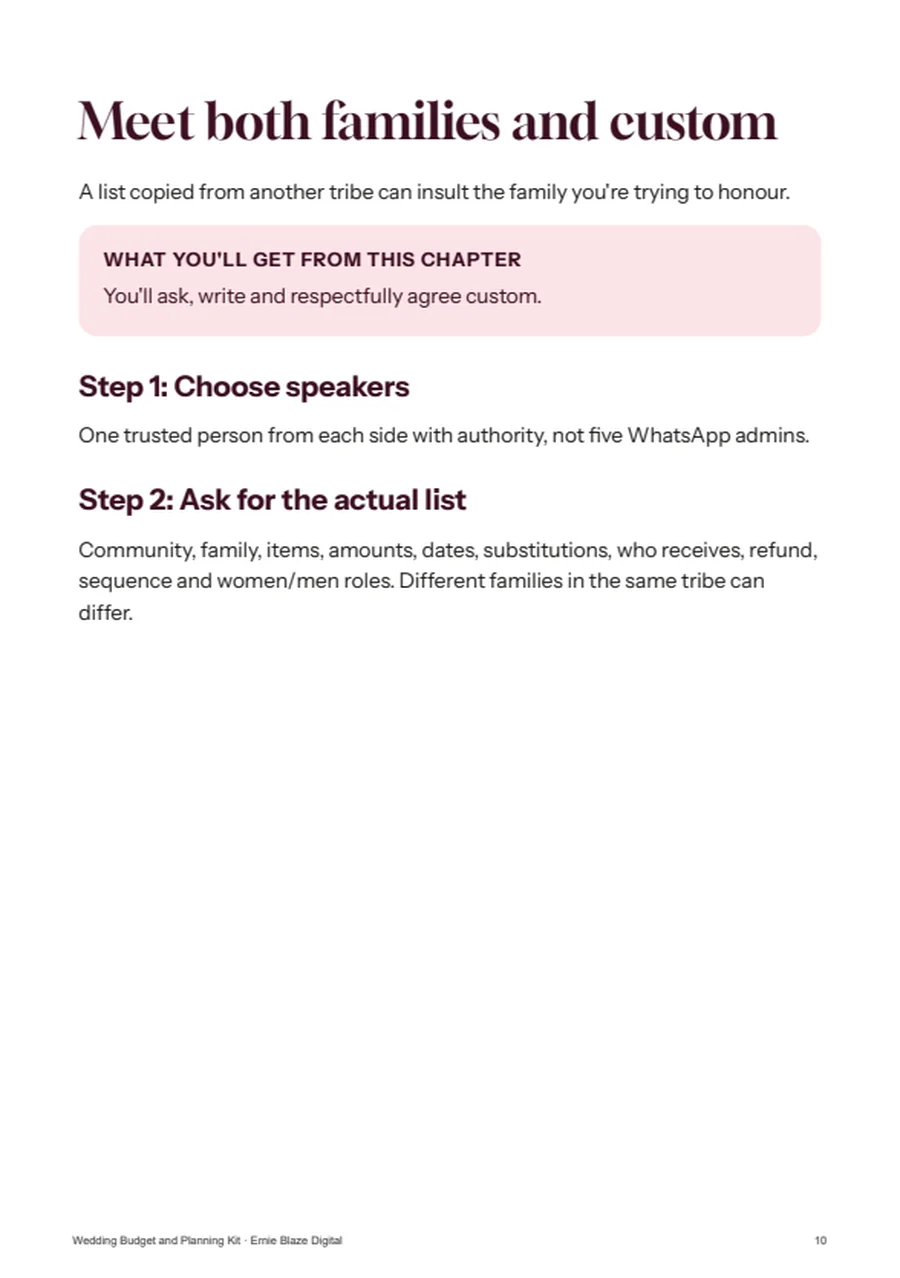 Meet both families and custom
A list copied from another tribe can insult the family you're trying to honour.
WHAT YOU'LL GET FROM THIS CHAPTER
You'll ask, write and respectfully agree custom.
Step 1: Choose speakers
One trusted person from each side with authority, not five WhatsApp admins.
Step 2: Ask for the actual list
Community, family, items, amounts, dates, substitutions, who receives, refund,
sequence and women/men roles. Different families in the same tribe can
differ.
Wedding Budget and Planning Kit · Ernie Blaze Digital
10